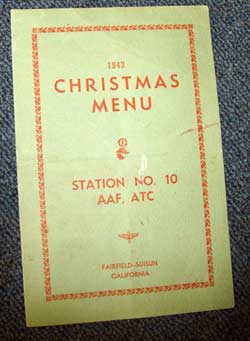 1943
CHRISTMAS
MENU
STATION NO. 10
AAF, ATC
FAIRFIELD-SUISUN
CALIFORNIA